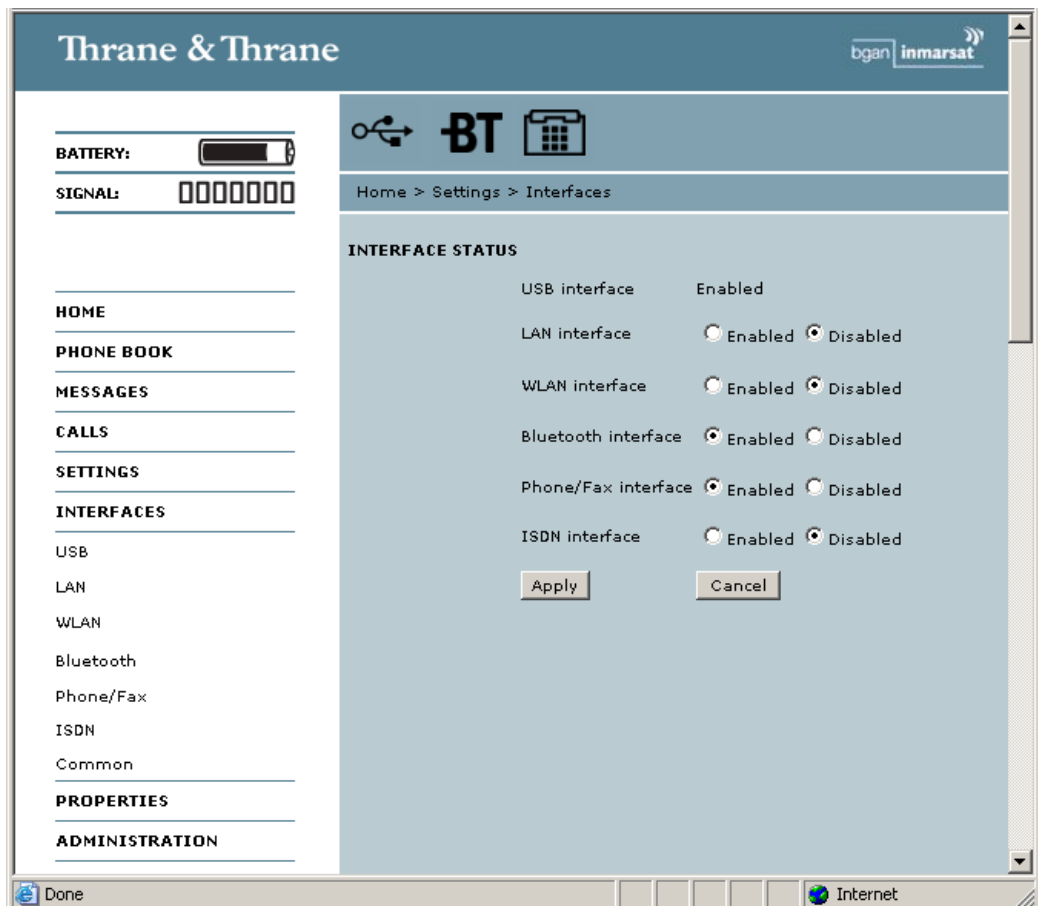 Thrane & Thrane
bgan inmarsat
BATTERY:
SIGNAL:
BT
Home > Settings > Interfaces
INTERFACE STATUS
USB interface Enabled
LAN interface Enabled Disabled
WLAN interface Enabled Disabled
Bluetooth interface Enabled Disabled
Phone/Fax interface Enabled Disabled
ISDN interface Enabled Disabled
Apply Cancel
HOME
PHONE BOOK
MESSAGES
CALLS
SETTINGS
INTERFACES
USB
LAN
WLAN
Bluetooth
Phone/Fax
ISDN
Common
PROPERTIES
ADMINISTRATION
Done Internet